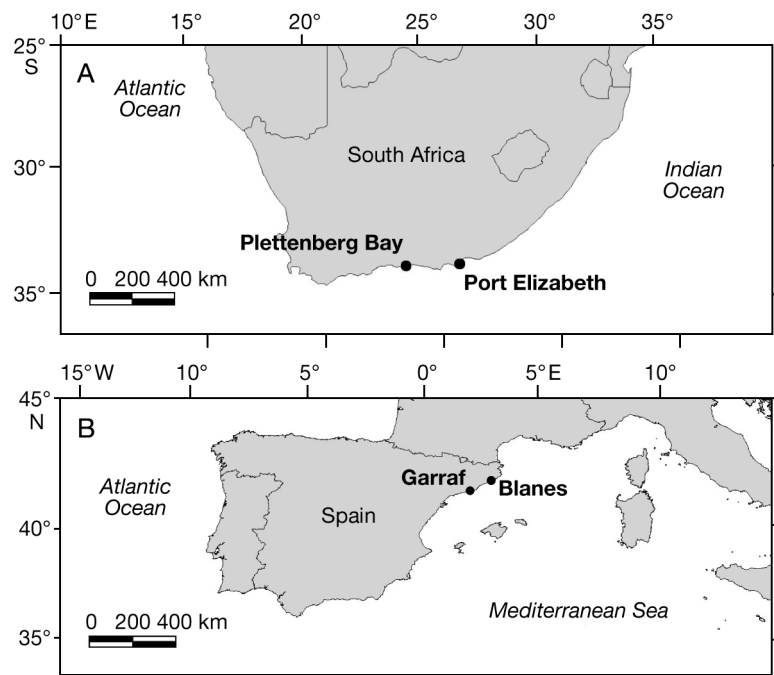 10°E 15° 20° 25° 30° 35°
25°
S
A
Atlantic
Ocean
South Africa
30°
Indian
Ocean
Plettenberg Bay
Port Elizabeth
0 200 400 km
35°
15°W 10° 5° 0° 5°E 10°
45°
N
B
Garraf
Blanes
Atlantic
Ocean
Spain
40°
Mediterranean Sea
0 200 400 km
35°